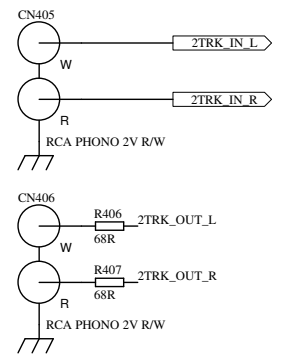 CN405
2TRK_IN_L
W
2TRK_IN_R
R
RCA PHONO 2V R/W
CN406
R406
2TRK_OUT_L
68R
W
R407
2TRK_OUT_R
68R
R
RCA PHONO 2V R/W